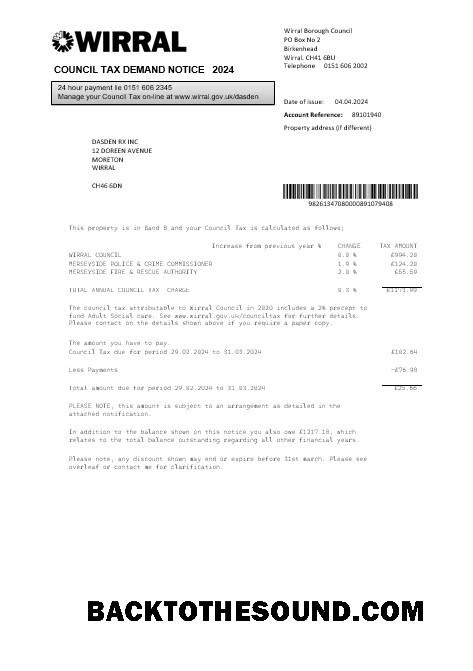 WIRRAL
Wirral Borough Council
PO Box No 2
Birkenhead
Wirral. CH41 6BU
Telephone 0151 606 2002
COUNCIL TAX DEMAND NOTICE 2024
24 hour payment lie 0151 606 2345
Manage your Council Tax on-line at www.wirral.gov.uk/dasden
Date of issue: 04.04.2024
Account Reference: 89101940
Property address (if different)
DASDEN RX INC
12 DOREEN AVENUE
MORETON
WIRRAL
CH46 6DN
98261347080000891079408
This property is in Band B and your Council Tax is calculated as follows;
Increase from previous year % CHANGE TAX AMOUNT
WIRRAL COUNCIL 0.0 % £994.20
MERSEYSIDE POLICE & CRIME COMMISSIONER 1.9 % £124.20
MERSEYSIDE FIRE & RESCUE AUTHORITY 2.0 % £55.59
TOTAL ANNUAL COUNCIL TAX CHARGE 0.3 % £1173.99
The council tax attributable to Wirral Council in 2020 includes a 2% precept to
fund Adult Social care. See www.wirral.gov.uk/counciltax for further details.
Please contact on the details shown above if you require a paper copy.
The amount you have to pay.
Council Tax due for period 29.02.2024 to 31.03.2024 £102.64
Less Payments -£76.98
Total amount due for period 29.02.2024 to 31.03.2024 £25.66
PLEASE NOTE, this amount is subject to an arrangement as detailed in the
attached notification.
In addition to the balance shown on this notice you also owe £1217.18, which
relates to the total balance outstanding regarding all other financial years.
Please note, any discount shown may end or expire before 31st march. Please see
overleaf or contact me for clarification.
BACKTOTHESOUND.COM